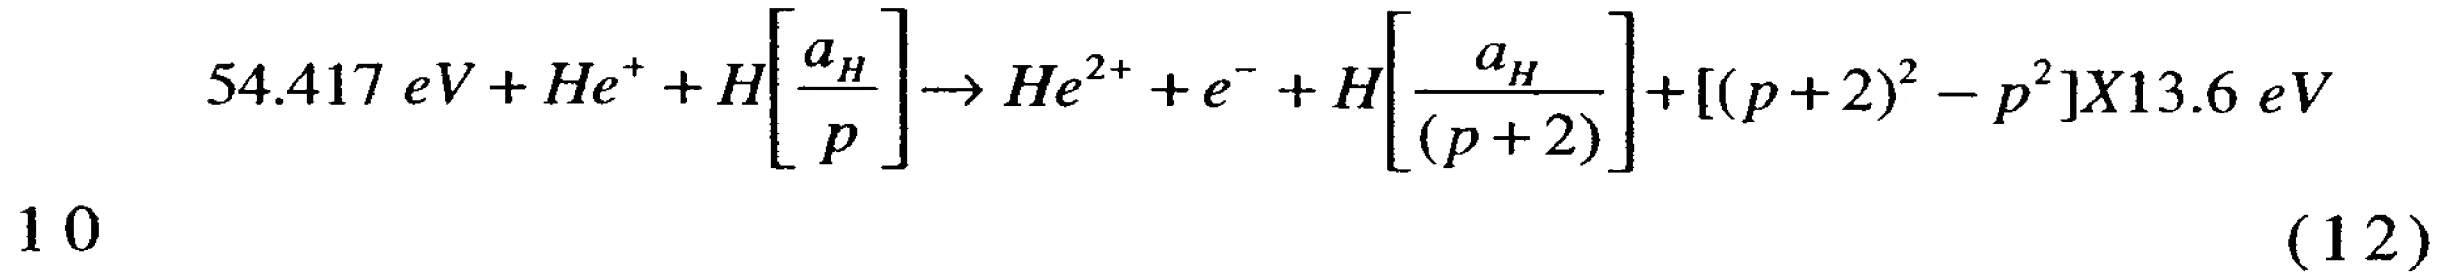 54.417 eV + He⁺ + H[a_H/p] → He²⁺ + e⁻ + H[a_H/(p+2)] + [(p+2)² − p²]X13.6 eV
10 (12)